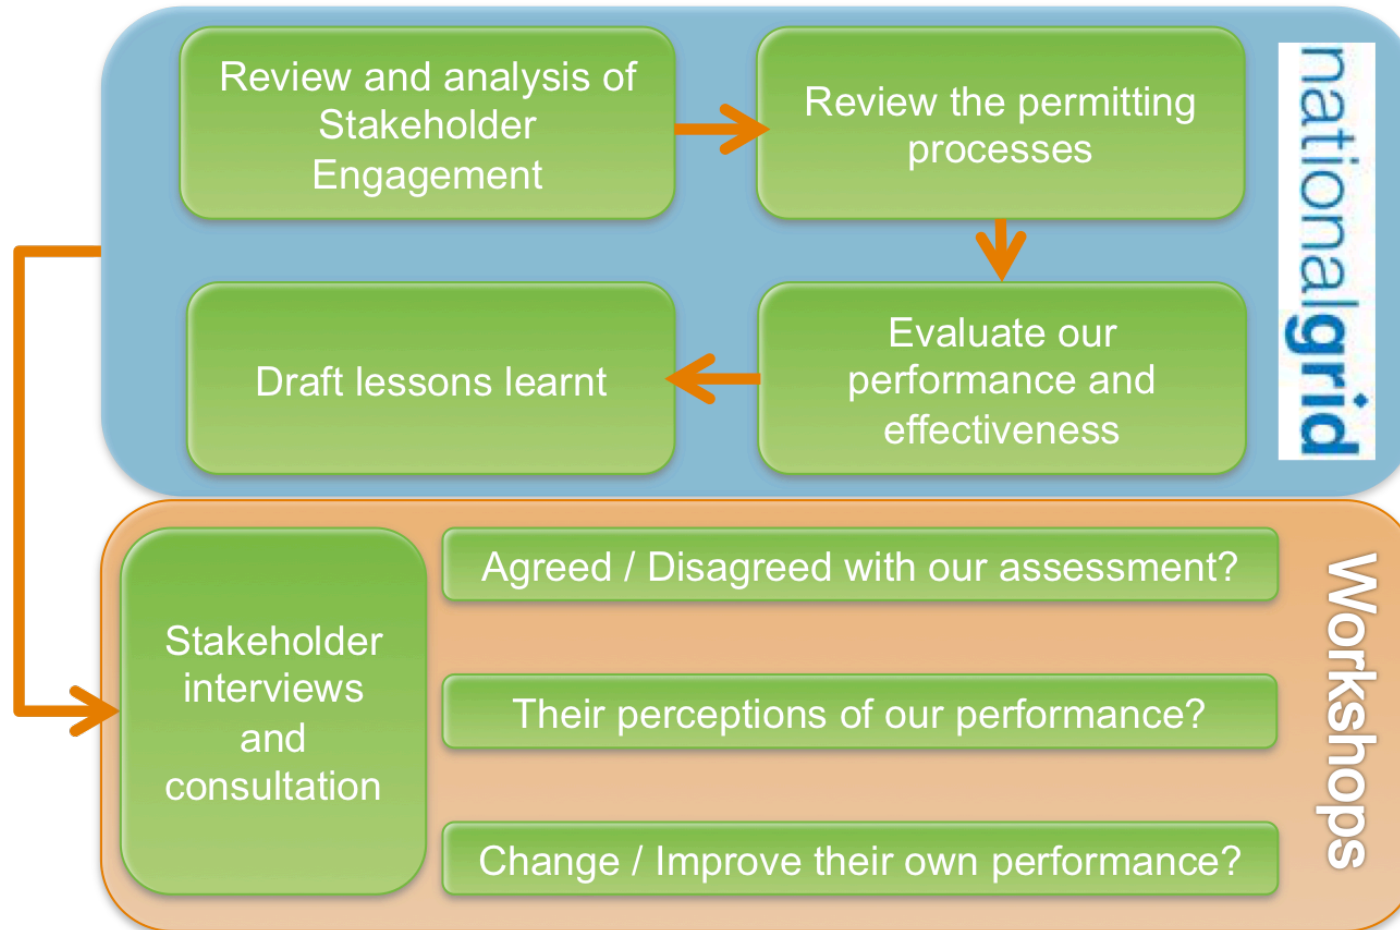 Review and analysis of
Stakeholder
Engagement
Review the permitting
processes
Evaluate our
performance and
effectiveness
Draft lessons learnt
nationalgrid
Stakeholder
interviews
and
consultation
Agreed / Disagreed with our assessment?
Their perceptions of our performance?
Change / Improve their own performance?
Workshops